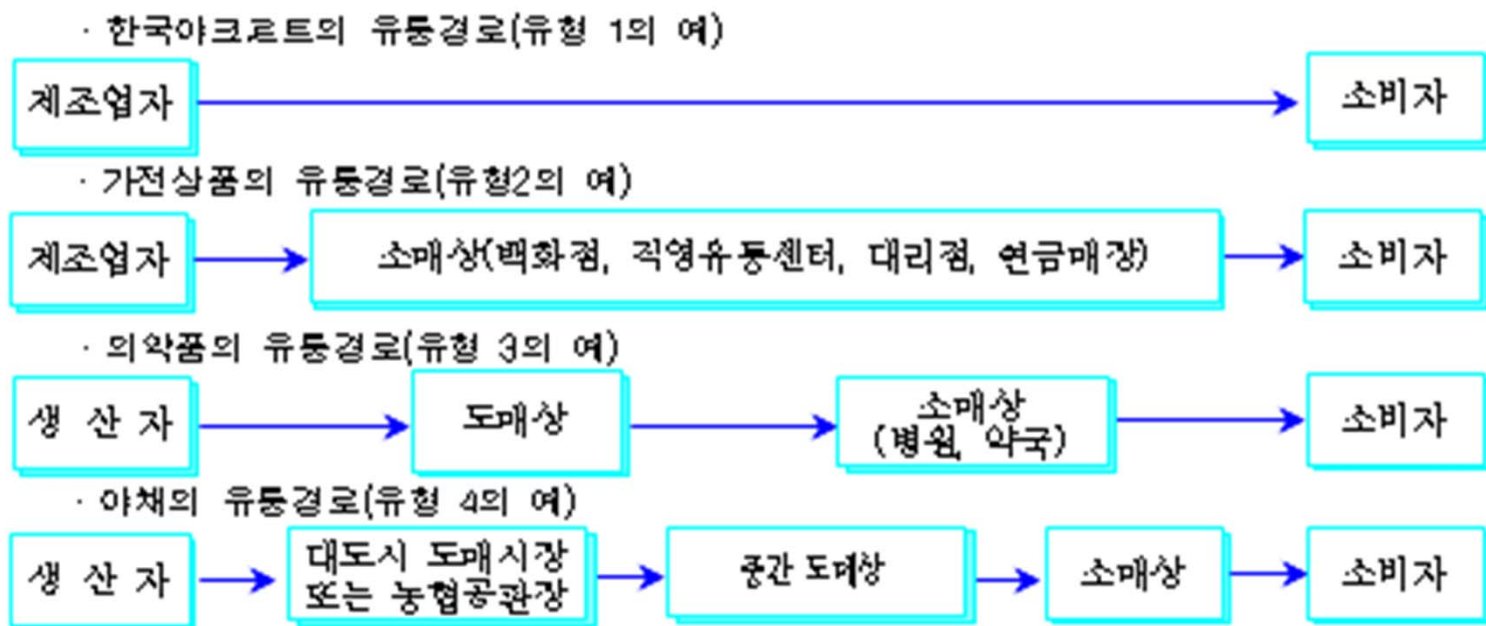 · 한국야크르트의 유통경로(유형 1의 예)
제조업자 소비자
· 가전상품의 유통경로(유형2의 예)
제조업자 소매상(백화점, 직영유통센터, 대리점, 연금매장) 소비자
· 의약품의 유통경로(유형 3의 예)
생 산 자 도매상 소매상 소비자
(병원, 약국)
· 야채의 유통경로(유형 4의 예)
생 산 자 대도시 도매시장 중간 도매상 소매상 소비자
또는 농협공판장